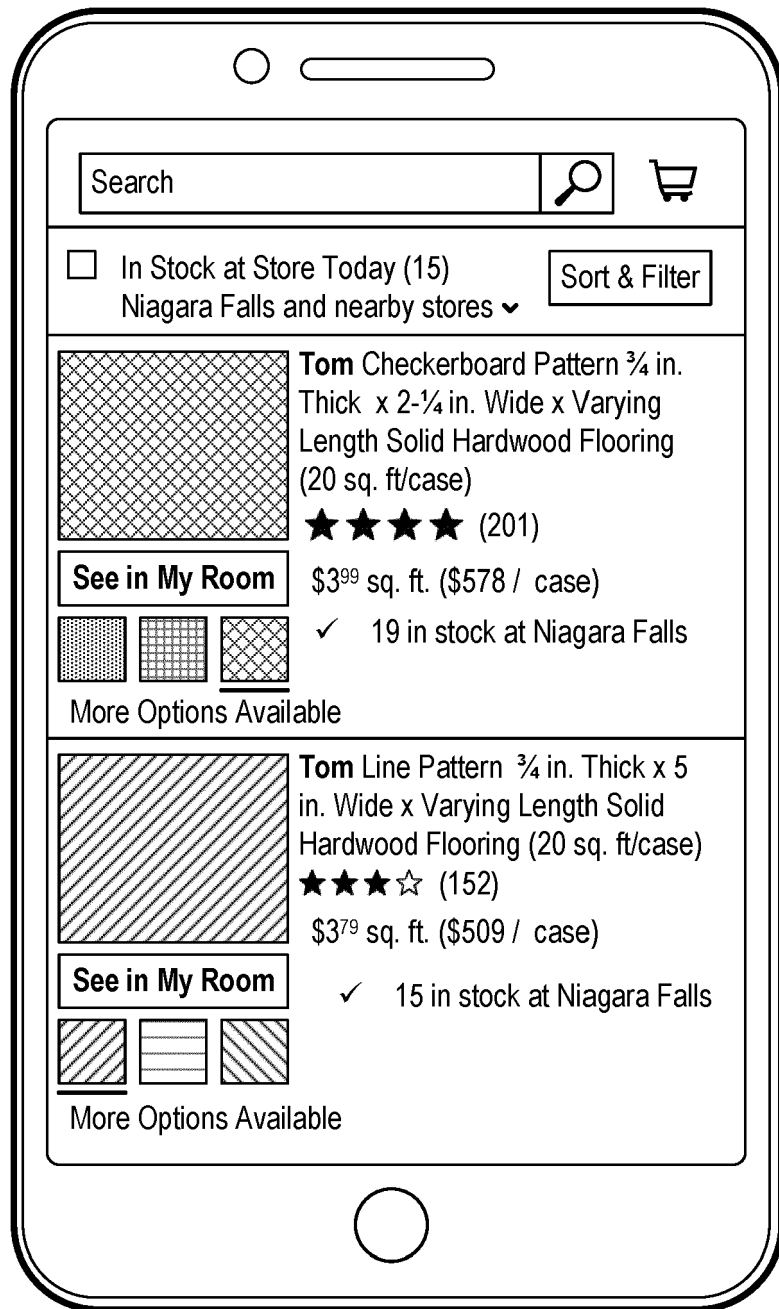 Search
In Stock at Store Today (15)
Niagara Falls and nearby stores
Sort & Filter
Tom Checkerboard Pattern ¾ in.
Thick x 2-¼ in. Wide x Varying
Length Solid Hardwood Flooring
(20 sq. ft/case)
(201)
See in My Room
$3⁹⁹ sq. ft. ($578 / case)
19 in stock at Niagara Falls
More Options Available
Tom Line Pattern ¾ in. Thick x 5
in. Wide x Varying Length Solid
Hardwood Flooring (20 sq. ft/case)
(152)
$3⁷⁹ sq. ft. ($509 / case)
See in My Room
15 in stock at Niagara Falls
More Options Available